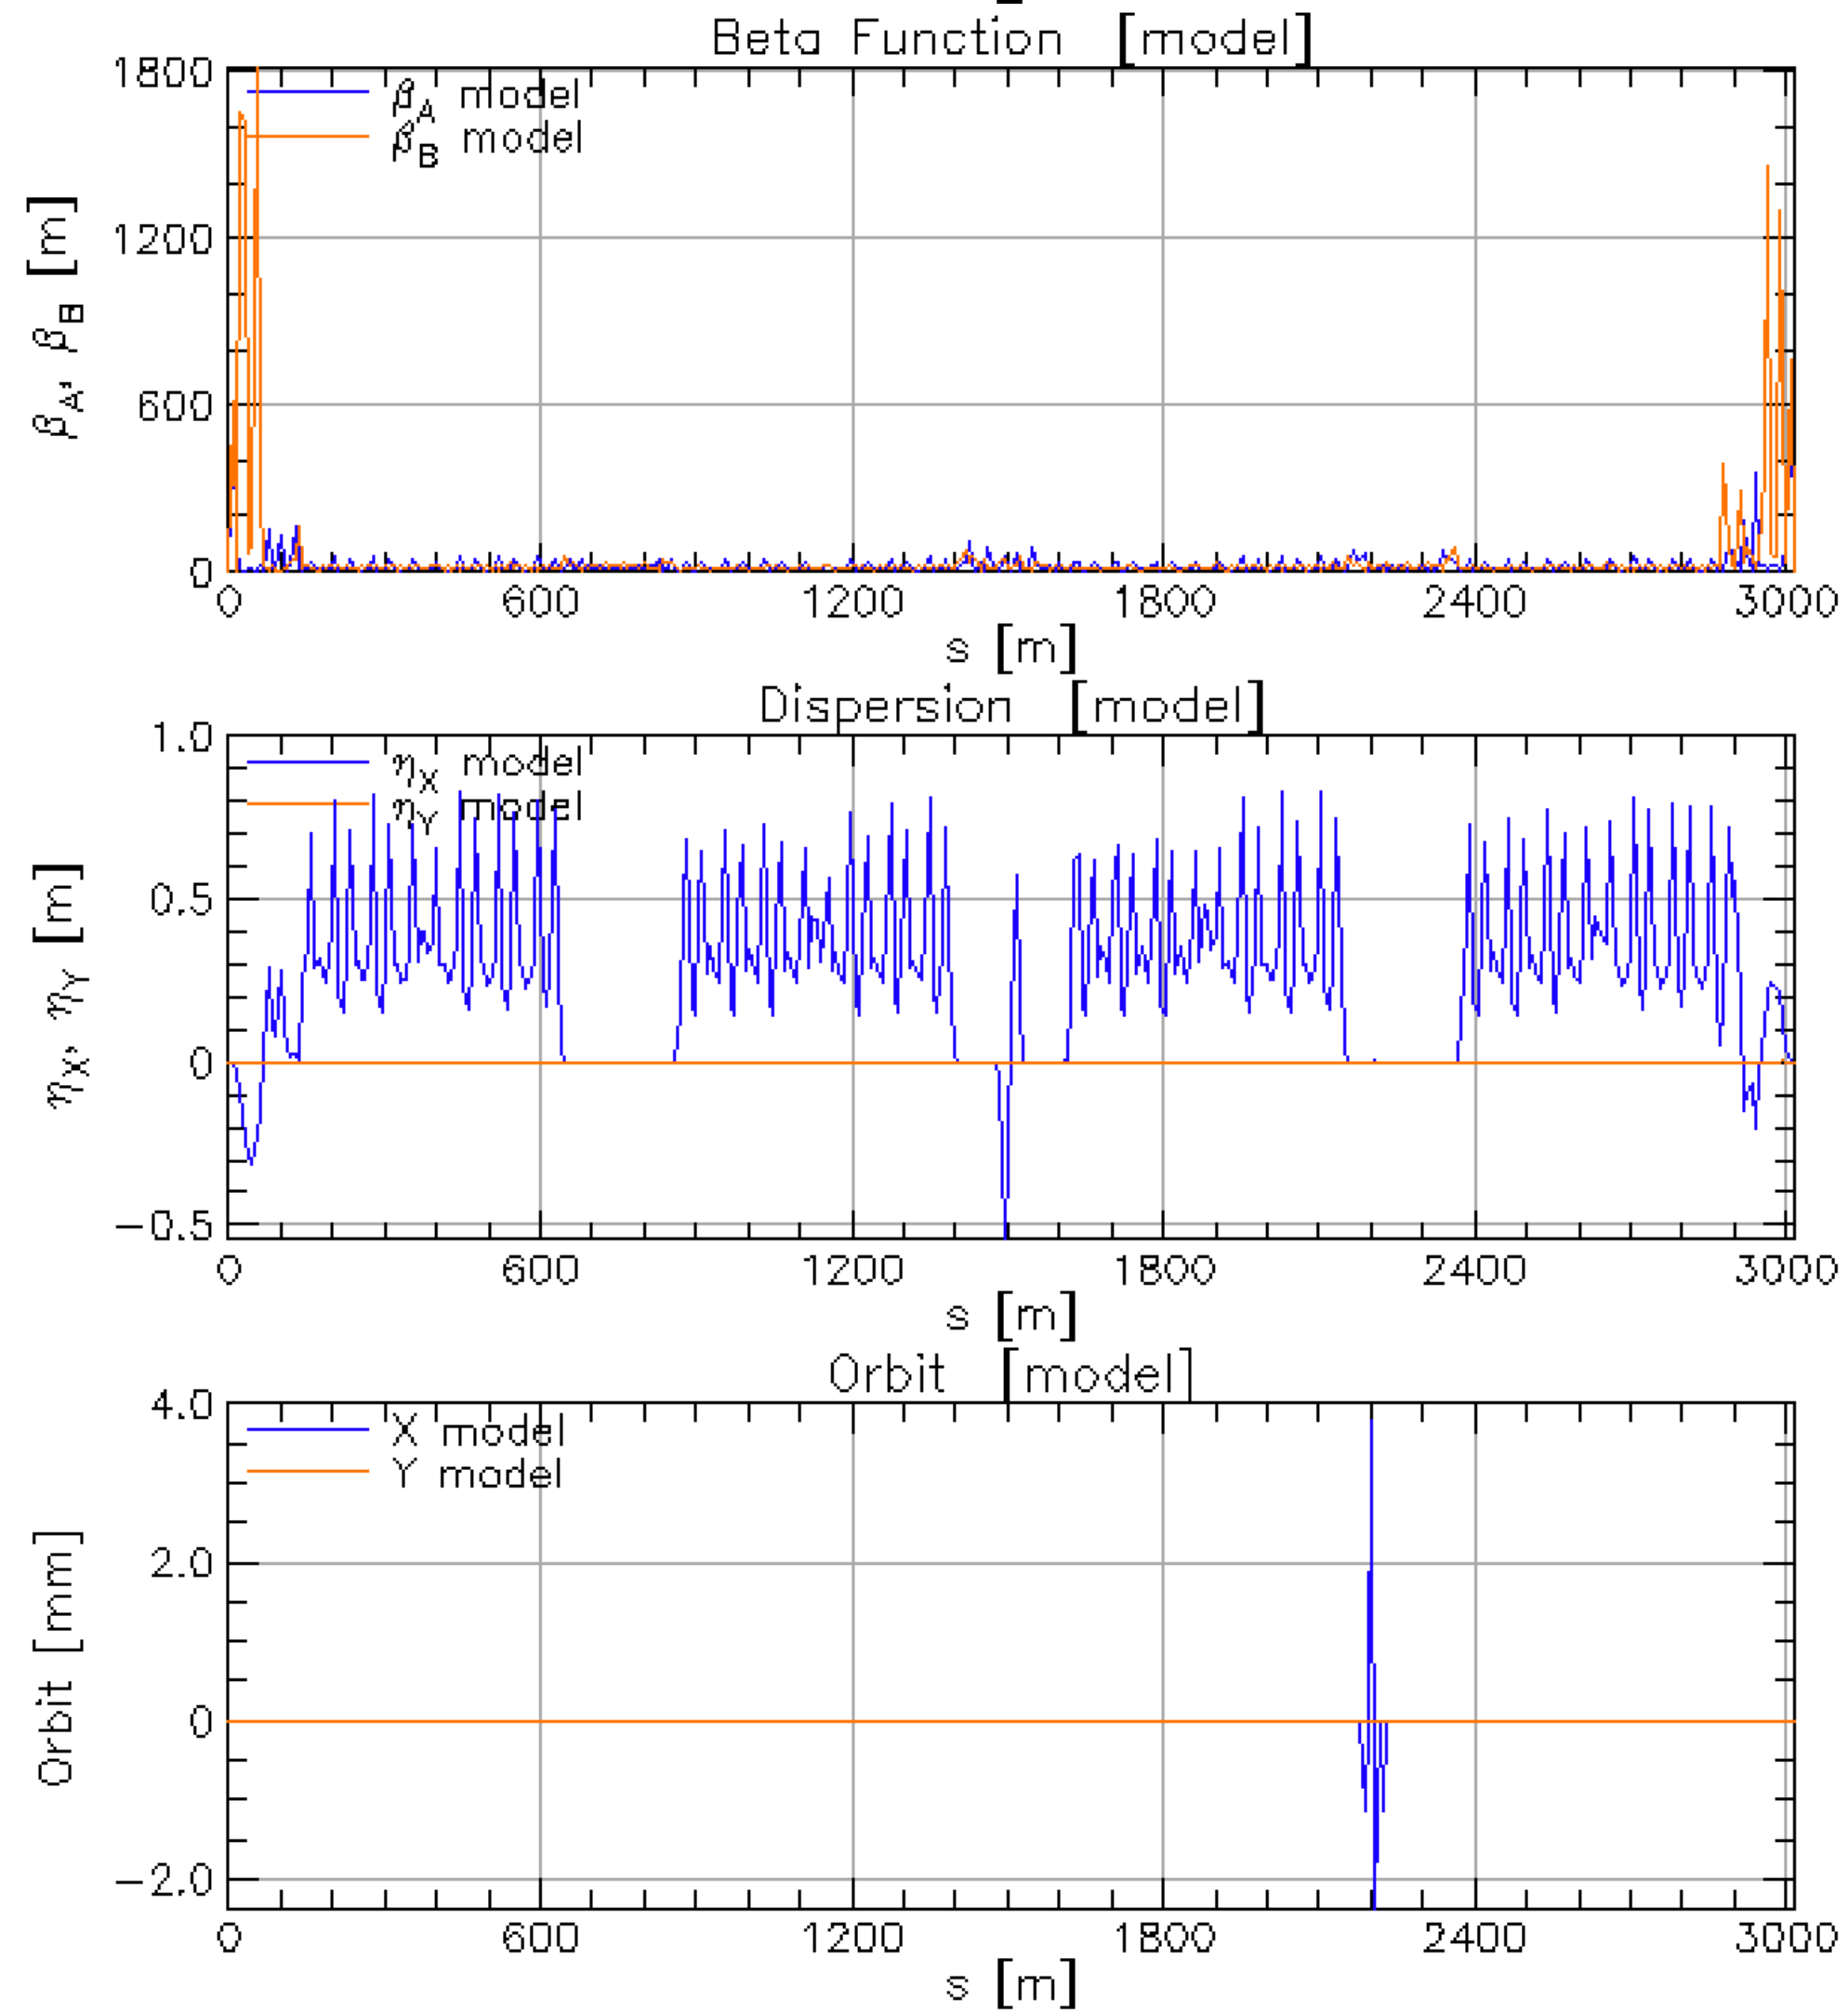 Beta Function [model]
1800
β_A model
β_B model
1200
β_A, β_B [m]
600
0
0 600 1200 1800 2400 3000
s [m]
Dispersion [model]
1.0
η_X model
η_Y model
0.5
η_X, η_Y [m]
0
-0.5
0 600 1200 1800 2400 3000
s [m]
Orbit [model]
4.0
X model
Y model
2.0
Orbit [mm]
0
-2.0
0 600 1200 1800 2400 3000
s [m]